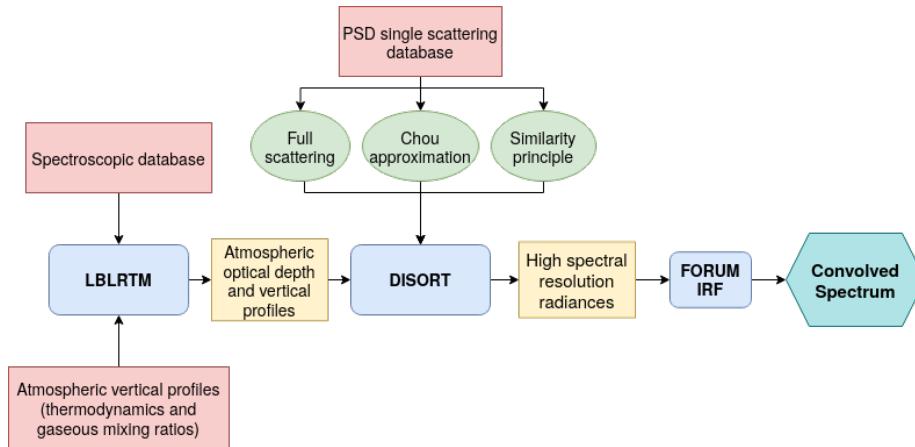 PSD single scattering
database
Full
scattering
Chou
approximation
Similarity
principle
Spectroscopic database
LBLRTM
Atmospheric
optical depth
and vertical
profiles
DISORT
High spectral
resolution
radiances
FORUM
IRF
Convolved
Spectrum
Atmospheric vertical profiles
(thermodynamics and
gaseous mixing ratios)